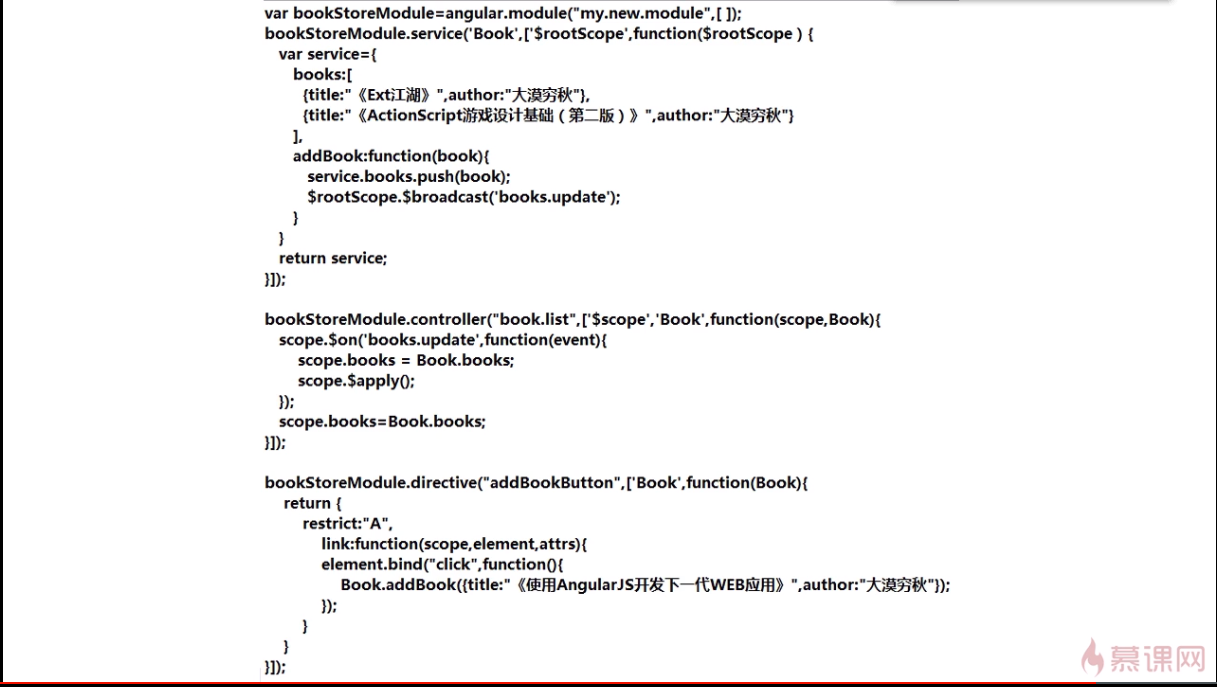 var bookStoreModule=angular.module("my.new.module",[ ]);
bookStoreModule.service('Book',['$rootScope',function($rootScope ) {
var service={
books:[
{title:"《Ext江湖》",author:"大漠穷秋"},
{title:"《ActionScript游戏设计基础（第二版）》",author:"大漠穷秋"}
],
addBook:function(book){
service.books.push(book);
$rootScope.$broadcast('books.update');
}
}
return service;
}]);
bookStoreModule.controller("book.list",['$scope','Book',function(scope,Book){
scope.$on('books.update',function(event){
scope.books = Book.books;
scope.$apply();
});
scope.books=Book.books;
}]);
bookStoreModule.directive("addBookButton",['Book',function(Book){
return {
restrict:"A",
link:function(scope,element,attrs){
element.bind("click",function(){
Book.addBook({title:"《使用AngularJS开发下一代WEB应用》",author:"大漠穷秋"});
});
}
}
}]);
慕课网